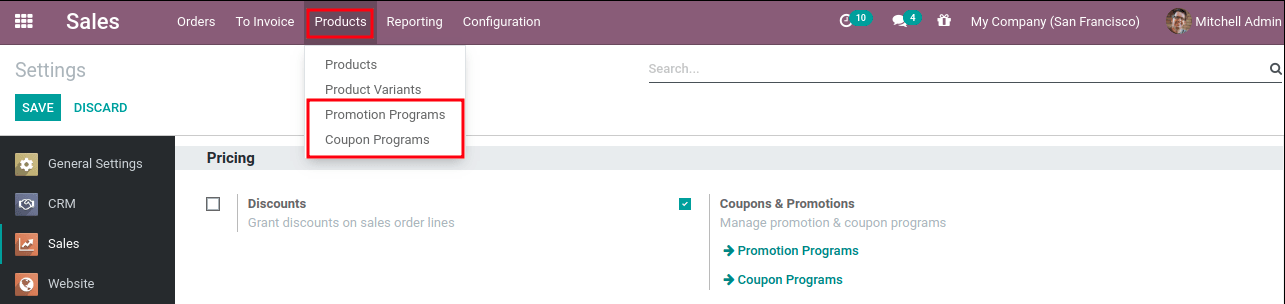 Sales Orders To Invoice Products Reporting Configuration 10 4 My Company (San Francisco) Mitchell Admin
Products
Product Variants
Promotion Programs
Coupon Programs
Settings
Search...
SAVE DISCARD
General Settings
CRM
Sales
Website
Pricing
Discounts
Grant discounts on sales order lines
Coupons & Promotions
Manage promotion & coupon programs
Promotion Programs
Coupon Programs